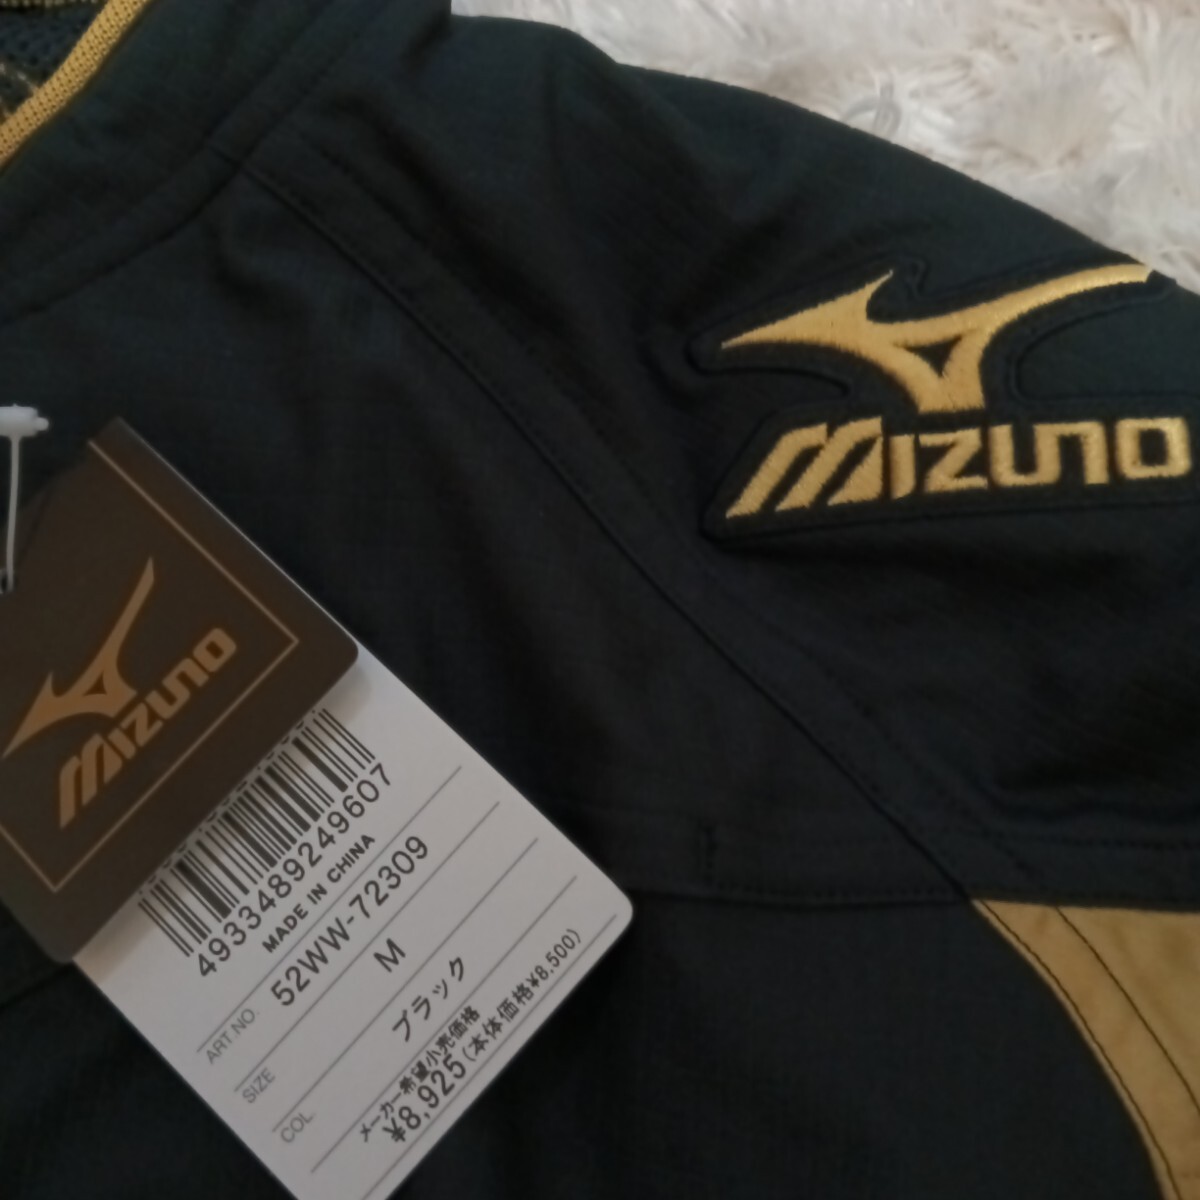 MIZUNO
MIZUNO
4933489249607
MADE IN CHINA
ART.NO. 52WW-72309
SIZE M
COL. ブラック
メーカー希望小売価格
¥8,925(本体価格¥8,500)